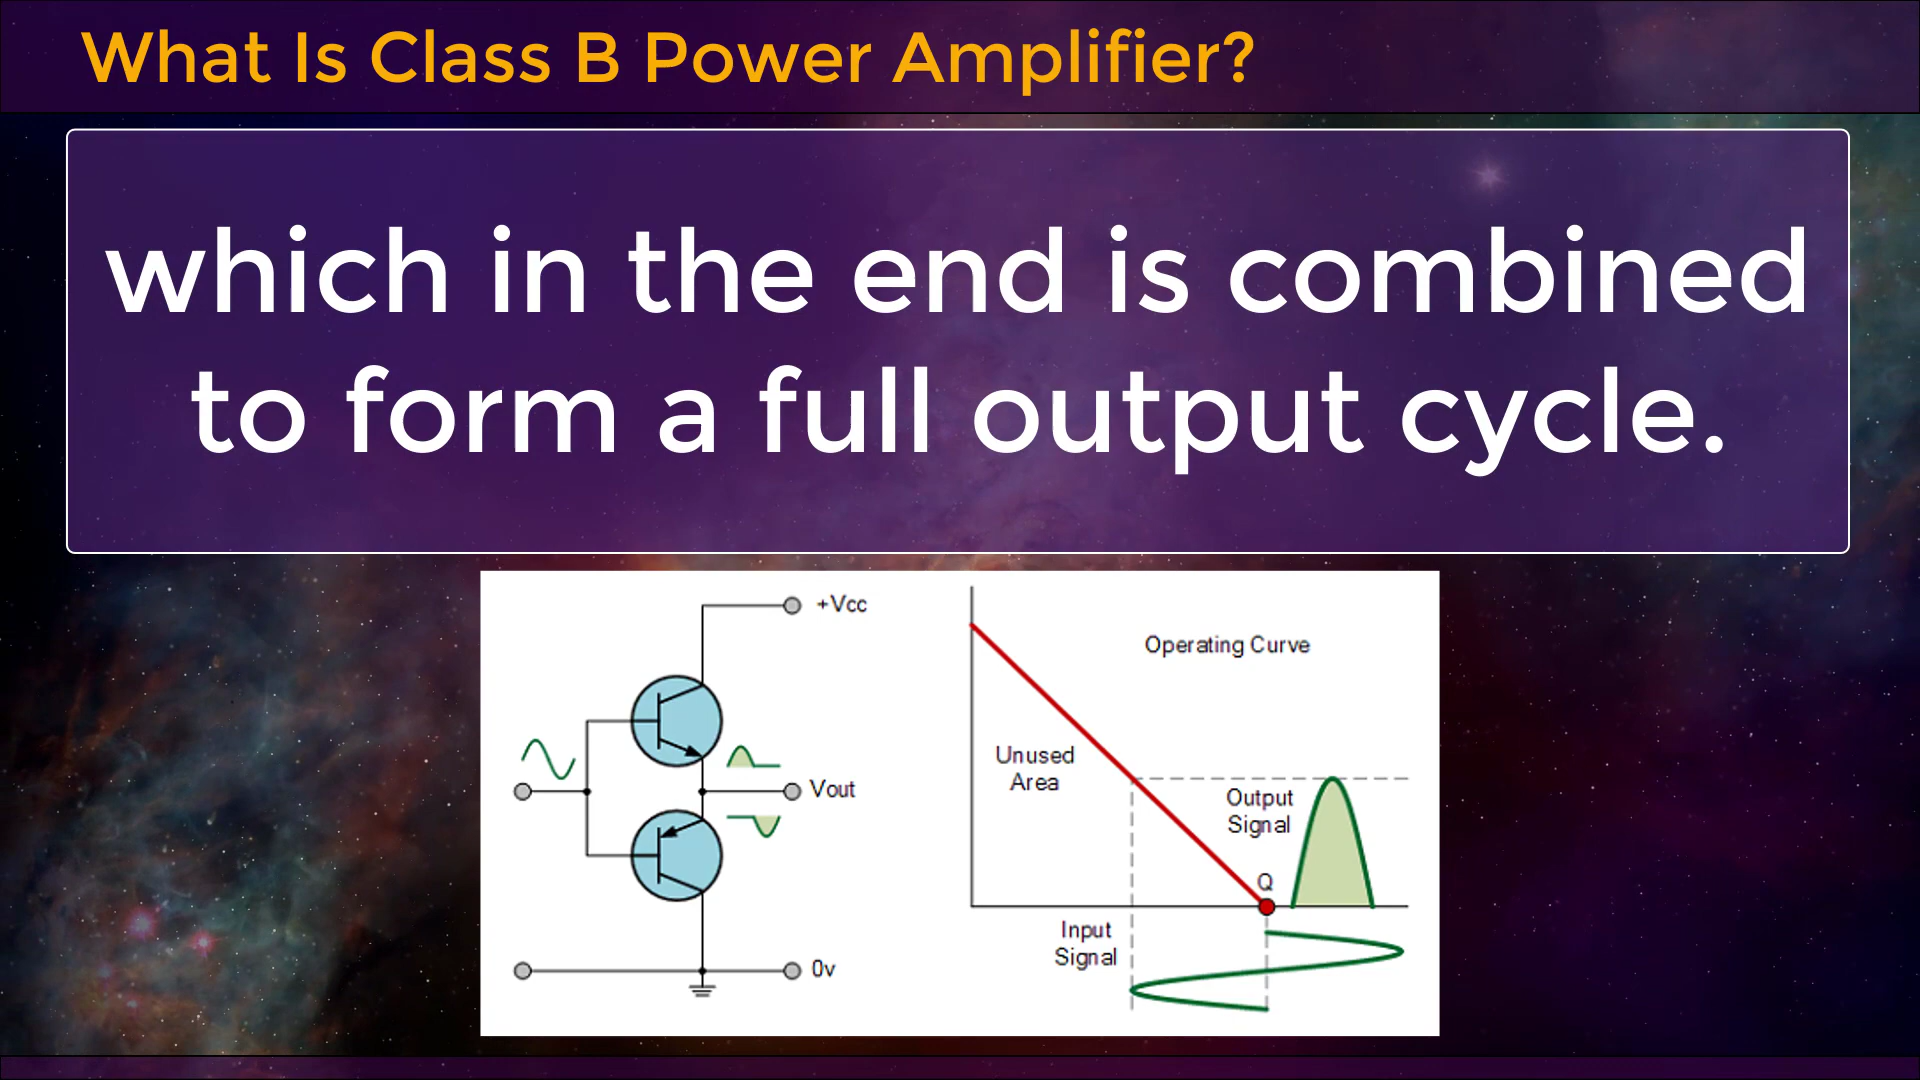 What Is Class B Power Amplifier?
which in the end is combined
to form a full output cycle.
+Vcc
Vout
0v
Operating Curve
Unused
Area
Output
Signal
Q
Input
Signal